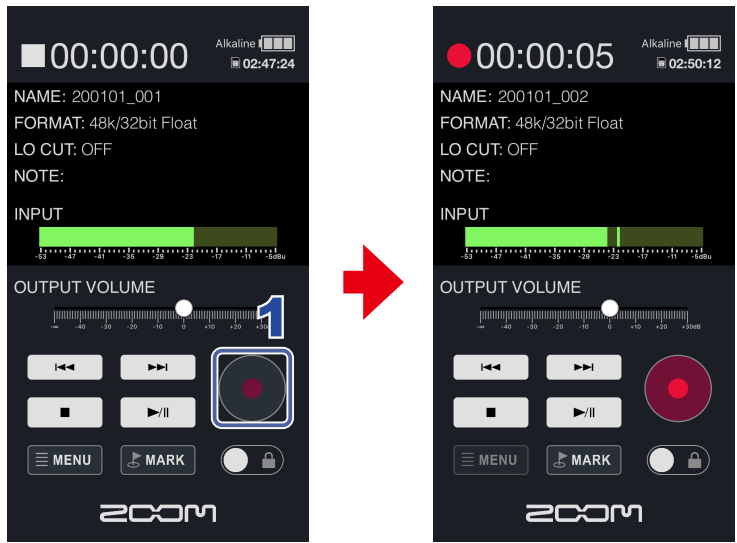 00:00:00
Alkaline
02:47:24
NAME: 200101_001
FORMAT: 48k/32bit Float
LO CUT: OFF
NOTE:
INPUT
-53 -47 -41 -35 -29 -23 -17 -11 -5dBu
OUTPUT VOLUME
-∞ -40 -30 -20 -10 0 +10 +20
1
MENU
MARK
ZOOM
00:00:05
Alkaline
02:50:12
NAME: 200101_002
FORMAT: 48k/32bit Float
LO CUT: OFF
NOTE:
INPUT
-53 -47 -41 -35 -29 -23 -17 -11 -5dBu
OUTPUT VOLUME
-∞ -40 -30 -20 -10 0 +10 +20 +30dB
MENU
MARK
ZOOM